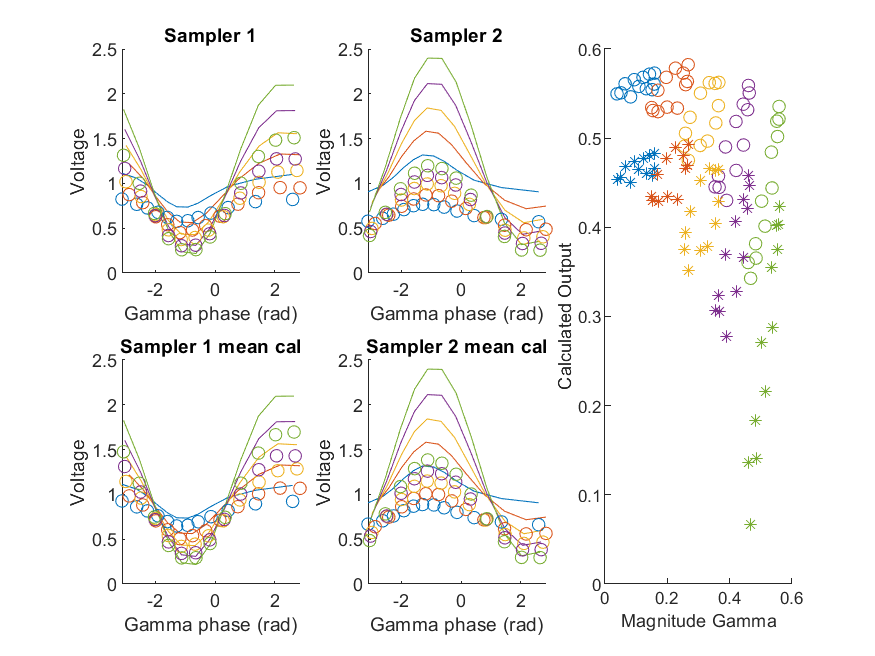 Sampler 1
2.5
2
1.5
1
0.5
0
Voltage
-2 0 2
Gamma phase (rad)
Sampler 2
2.5
2
1.5
1
0.5
0
Voltage
-2 0 2
Gamma phase (rad)
Sampler 1 mean cal
2.5
2
1.5
1
0.5
0
Voltage
-2 0 2
Gamma phase (rad)
Sampler 2 mean cal
2.5
2
1.5
1
0.5
0
Voltage
-2 0 2
Gamma phase (rad)
0.6
0.5
0.4
0.3
0.2
0.1
0
Calculated Output
0 0.2 0.4 0.6
Magnitude Gamma